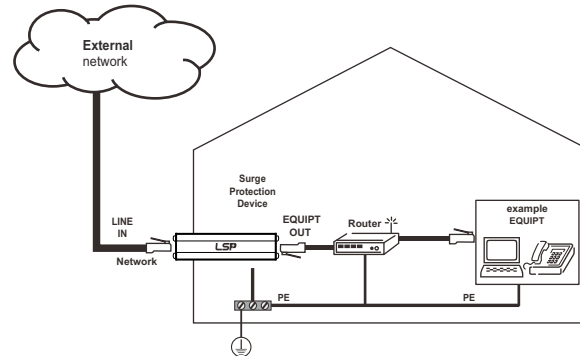 External
network
Surge
Protection
Device
LINE
IN
EQUIPT
OUT
Router
example
EQUIPT
LSP
Network
PE
PE